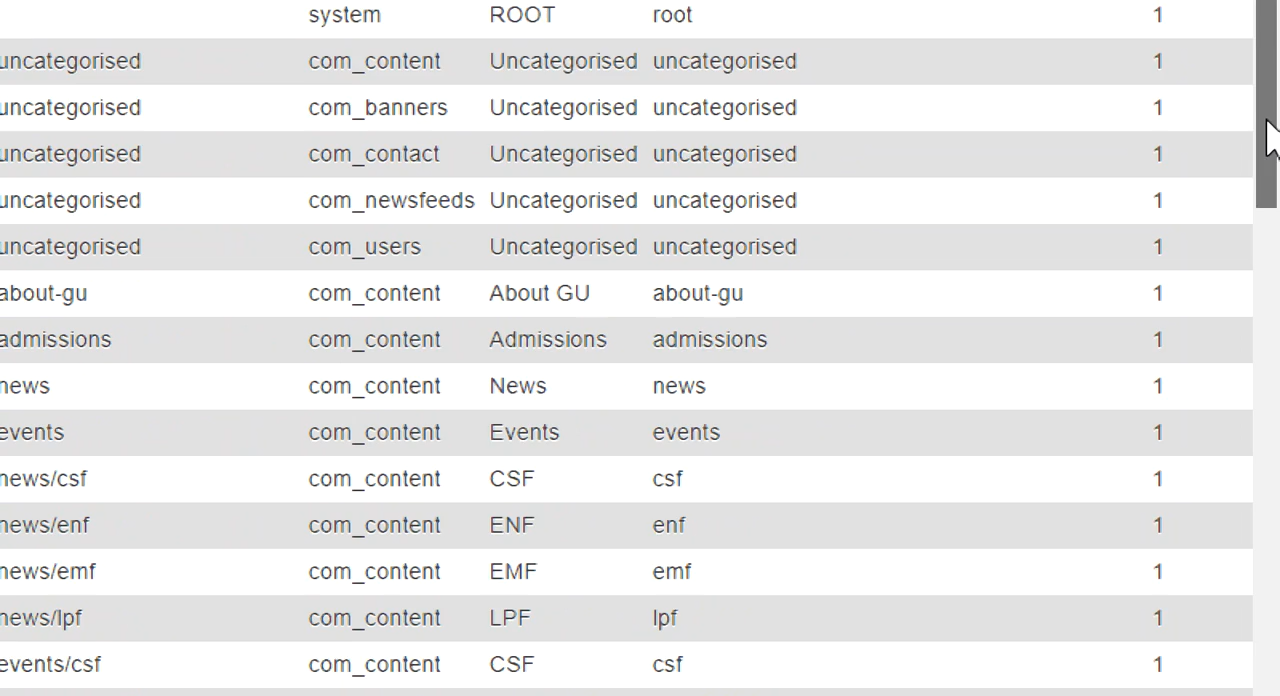 system ROOT root 1
uncategorised com_content Uncategorised uncategorised 1
uncategorised com_banners Uncategorised uncategorised 1
uncategorised com_contact Uncategorised uncategorised 1
uncategorised com_newsfeeds Uncategorised uncategorised 1
uncategorised com_users Uncategorised uncategorised 1
about-gu com_content About GU about-gu 1
admissions com_content Admissions admissions 1
news com_content News news 1
events com_content Events events 1
news/csf com_content CSF csf 1
news/enf com_content ENF enf 1
news/emf com_content EMF emf 1
news/lpf com_content LPF lpf 1
events/csf com_content CSF csf 1